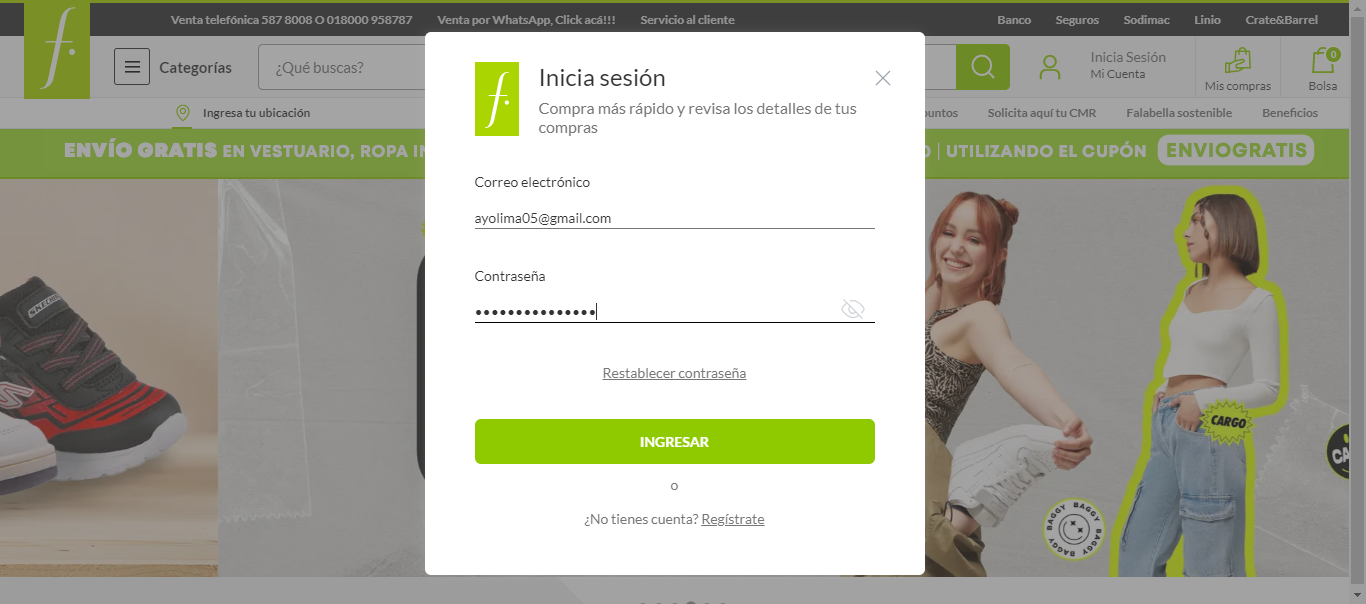 Venta telefónica 587 8008 O 018000 958787 Venta por WhatsApp, Click acá!!! Servicio al cliente Banco Seguros Sodimac Linio Crate&Barrel
f.
Categorías
¿Qué buscas?
Inicia Sesión
Mi Cuenta
Mis compras
0
Bolsa
Ingresa tu ubicación
Solicita aquí tu CMR Falabella sostenible Beneficios
ENVÍO GRATIS EN VESTUARIO, ROPA
UTILIZANDO EL CUPÓN ENVIOGRATIS
f.
Inicia sesión
Compra más rápido y revisa los detalles de tus
compras
Correo electrónico
ayolima05@gmail.com
Contraseña
•••••••••••••••
Restablecer contraseña
INGRESAR
o
¿No tienes cuenta? Regístrate
SKECHERS
CARGO
BAGGY BAGGY BAGGY BAGGY